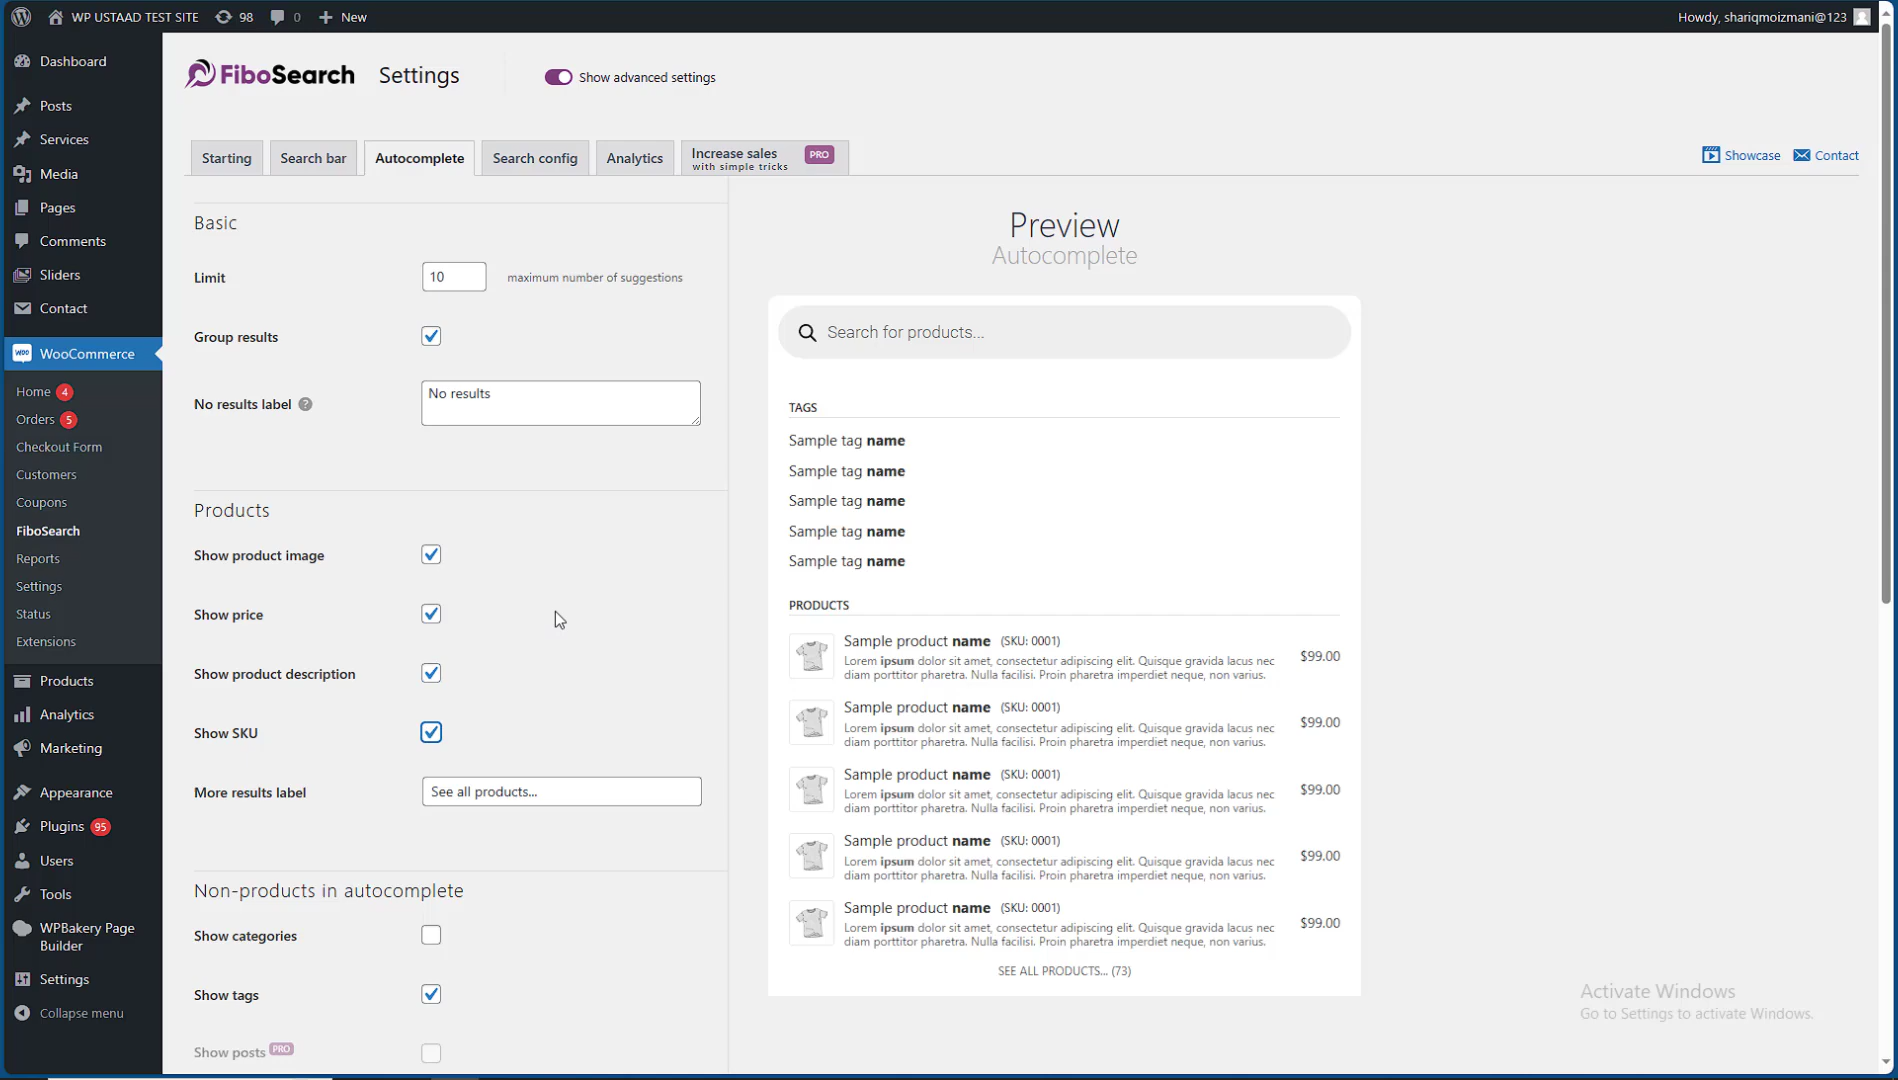 WP USTAAD TEST SITE 98 0 New
Howdy, shariqmoizmani@123
Dashboard
Posts
Services
Media
Pages
Comments
Sliders
Contact
WooCommerce
Home 4
Orders 5
Checkout Form
Customers
Coupons
FiboSearch
Reports
Settings
Status
Extensions
Products
Analytics
Marketing
Appearance
Plugins 95
Users
Tools
WPBakery Page
Builder
Settings
Collapse menu
FiboSearch Settings Show advanced settings
Starting Search bar Autocomplete Search config Analytics Increase sales PRO
with simple tricks
Showcase Contact
Basic
Limit 10 maximum number of suggestions
Group results
No results label ? No results
Products
Show product image
Show price
Show product description
Show SKU
More results label See all products...
Non-products in autocomplete
Show categories
Show tags
Show posts PRO
Preview
Autocomplete
Search for products...
TAGS
Sample tag name
Sample tag name
Sample tag name
Sample tag name
Sample tag name
PRODUCTS
Sample product name (SKU: 0001)
Lorem ipsum dolor sit amet, consectetur adipiscing elit. Quisque gravida lacus nec
diam porttitor pharetra. Nulla facilisi. Proin pharetra imperdiet neque, non varius.
$99.00
Sample product name (SKU: 0001)
Lorem ipsum dolor sit amet, consectetur adipiscing elit. Quisque gravida lacus nec
diam porttitor pharetra. Nulla facilisi. Proin pharetra imperdiet neque, non varius.
$99.00
Sample product name (SKU: 0001)
Lorem ipsum dolor sit amet, consectetur adipiscing elit. Quisque gravida lacus nec
diam porttitor pharetra. Nulla facilisi. Proin pharetra imperdiet neque, non varius.
$99.00
Sample product name (SKU: 0001)
Lorem ipsum dolor sit amet, consectetur adipiscing elit. Quisque gravida lacus nec
diam porttitor pharetra. Nulla facilisi. Proin pharetra imperdiet neque, non varius.
$99.00
Sample product name (SKU: 0001)
Lorem ipsum dolor sit amet, consectetur adipiscing elit. Quisque gravida lacus nec
diam porttitor pharetra. Nulla facilisi. Proin pharetra imperdiet neque, non varius.
$99.00
SEE ALL PRODUCTS... (73)
Activate Windows
Go to Settings to activate Windows.